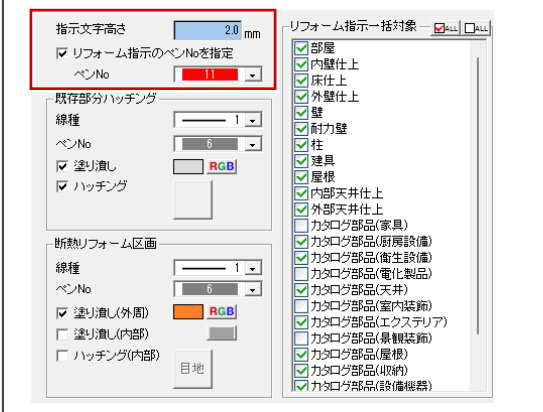 指示文字高さ 2.0 mm
リフォーム指示のペンNoを指定
ペンNo 11
既存部分ハッチング
線種 1
ペンNo 6
塗り潰し RGB
ハッチング
断熱リフォーム区画
線種 1
ペンNo 6
塗り潰し(外周) RGB
塗り潰し(内部)
ハッチング(内部) 目地
リフォーム指示一括対象 ALL ALL
部屋
内壁仕上
床仕上
外壁仕上
壁
耐力壁
柱
建具
屋根
内部天井仕上
外部天井仕上
カタログ部品(家具)
カタログ部品(厨房設備)
カタログ部品(衛生設備)
カタログ部品(電化製品)
カタログ部品(天井)
カタログ部品(室内装飾)
カタログ部品(エクステリア)
カタログ部品(景観装飾)
カタログ部品(屋根)
カタログ部品(収納)
カタログ部品(設備機器)